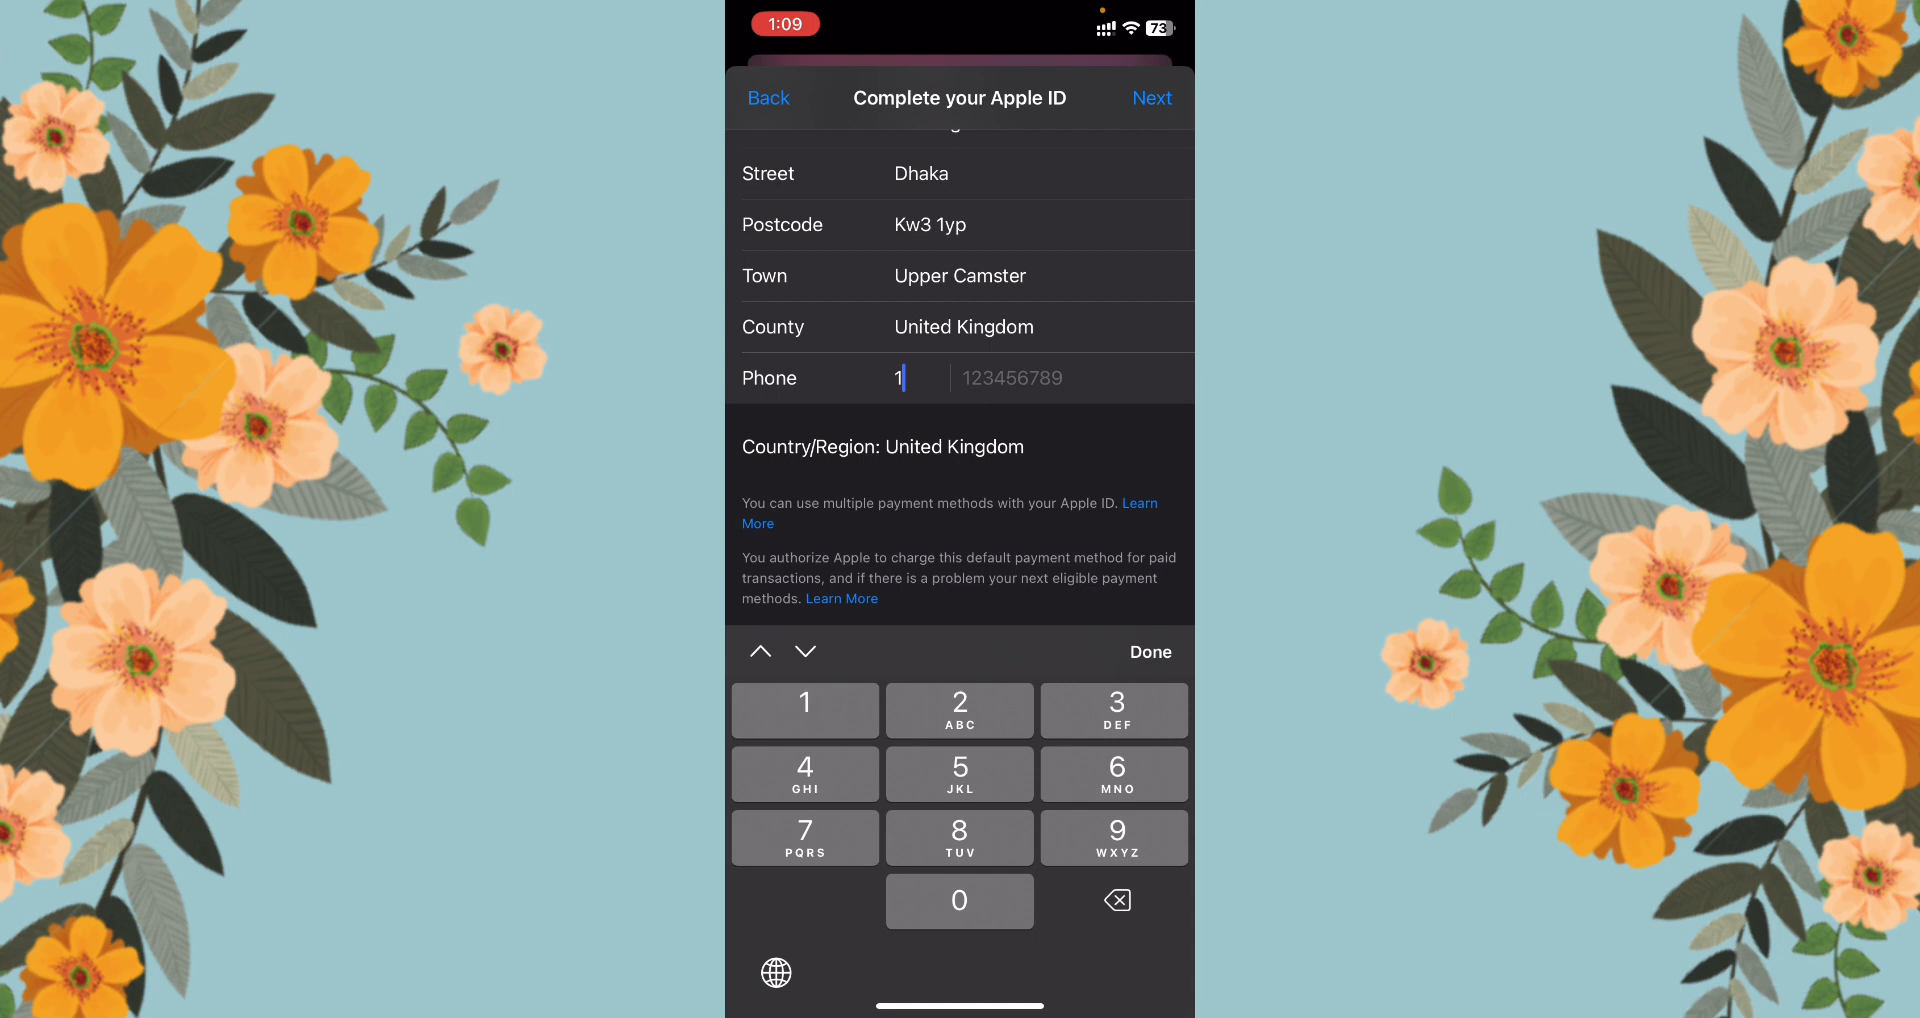 1:09
73
Back Complete your Apple ID Next
Street Dhaka
Postcode Kw3 1yp
Town Upper Camster
County United Kingdom
Phone 1 123456789
Country/Region: United Kingdom
You can use multiple payment methods with your Apple ID. Learn
More
You authorize Apple to charge this default payment method for paid
transactions, and if there is a problem your next eligible payment
methods. Learn More
Done
1 2 3
ABC DEF
4 5 6
GHI JKL MNO
7 8 9
PQRS TUV WXYZ
0